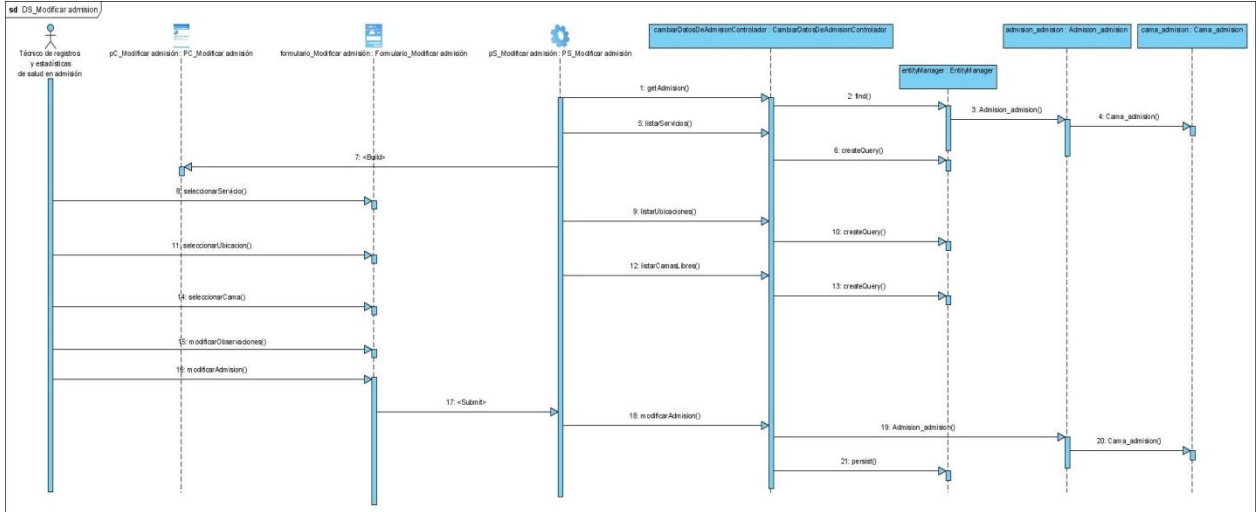 sd DS_Modificar admision
Técnico de registros
y estadísticas
de salud en admisión
pC_Modificar admisión : PC_Modificar admisión
formulario_Modificar admisión : Formulario_Modificar admisión
pS_Modificar admisión : PS_Modificar admisión
cambiarDatosDeAdmisionControlador : CambiarDatosDeAdmisionControlador
admision_admision : Admision_admision
cama_admision : Cama_admision
entityManager : EntityManager
1: getAdmision()
2: find()
3: Admision_admision()
4: Cama_admision()
5: listarServicios()
6: createQuery()
7: <Build>
8: seleccionarServicio()
9: listarUbicaciones()
10: createQuery()
11: seleccionarUbicacion()
12: listarCamasLibres()
13: createQuery()
14: seleccionarCama()
15: modificarObservaciones()
16: modificarAdmision()
17: <Submit>
18: modificarAdmision()
19: Admision_admision()
20: Cama_admision()
21: persist()